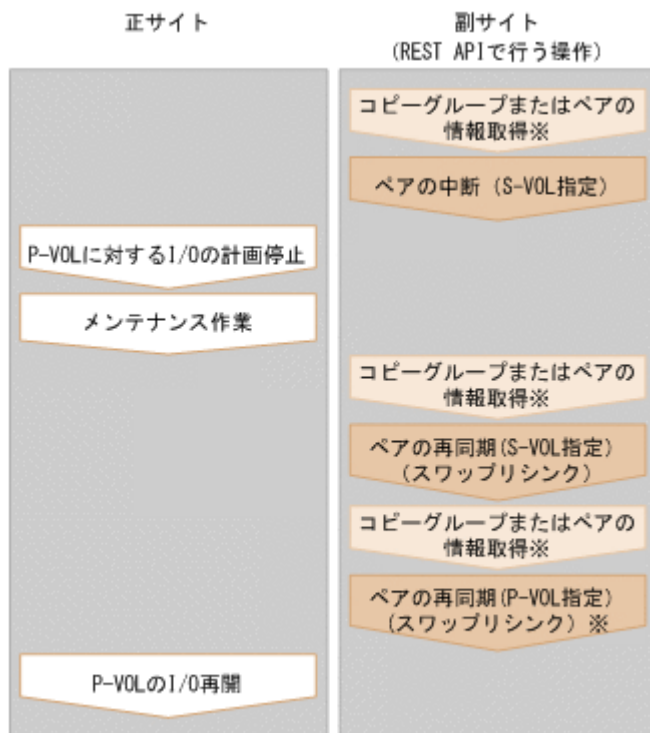 正サイト
副サイト
(REST APIで行う操作)
コピーグループまたはペアの
情報取得※
ペアの中断 (S-VOL指定)
P-VOLに対するI/Oの計画停止
メンテナンス作業
コピーグループまたはペアの
情報取得※
ペアの再同期(S-VOL指定)
(スワップリシンク)
コピーグループまたはペアの
情報取得※
ペアの再同期(P-VOL指定)
(スワップリシンク) ※
P-VOLのI/O再開